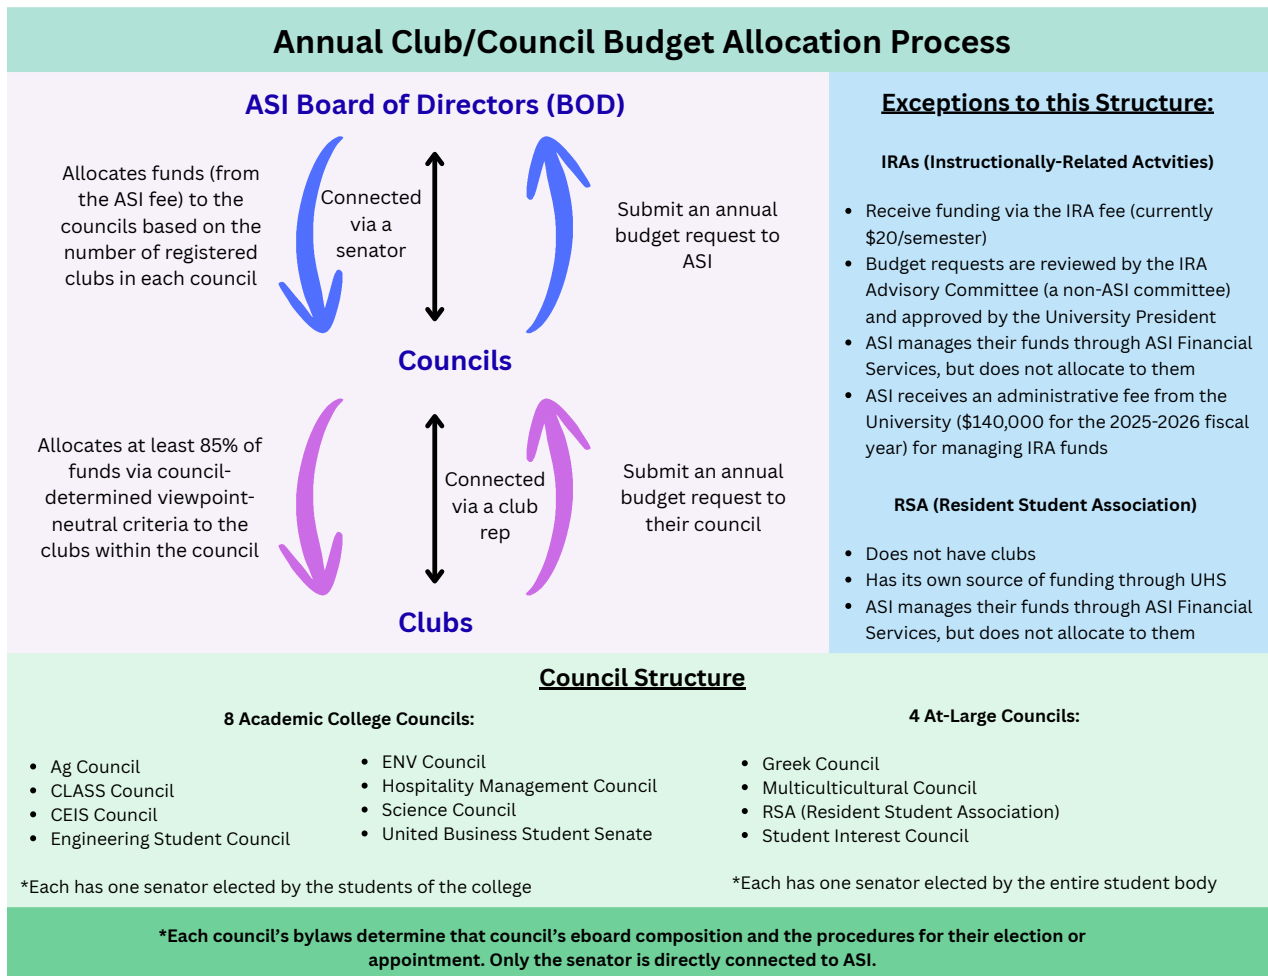 Annual Club/Council Budget Allocation Process
ASI Board of Directors (BOD)
Allocates funds (from
the ASI fee) to the
councils based on the
number of registered
clubs in each council
Connected
via a
senator
Submit an annual
budget request to
ASI
Councils
Allocates at least 85% of
funds via council-
determined viewpoint-
neutral criteria to the
clubs within the council
Connected
via a club
rep
Submit an annual
budget request to
their council
Clubs
Exceptions to this Structure:
IRAs (Instructionally-Related Actvities)
• Receive funding via the IRA fee (currently
$20/semester)
• Budget requests are reviewed by the IRA
Advisory Committee (a non-ASI committee)
and approved by the University President
• ASI manages their funds through ASI Financial
Services, but does not allocate to them
• ASI receives an administrative fee from the
University ($140,000 for the 2025-2026 fiscal
year) for managing IRA funds
RSA (Resident Student Association)
• Does not have clubs
• Has its own source of funding through UHS
• ASI manages their funds through ASI Financial
Services, but does not allocate to them
Council Structure
8 Academic College Councils:
• Ag Council
• CLASS Council
• CEIS Council
• Engineering Student Council
• ENV Council
• Hospitality Management Council
• Science Council
• United Business Student Senate
*Each has one senator elected by the students of the college
4 At-Large Councils:
• Greek Council
• Multiculticultural Council
• RSA (Resident Student Association)
• Student Interest Council
*Each has one senator elected by the entire student body
*Each council’s bylaws determine that council’s eboard composition and the procedures for their election or
appointment. Only the senator is directly connected to ASI.